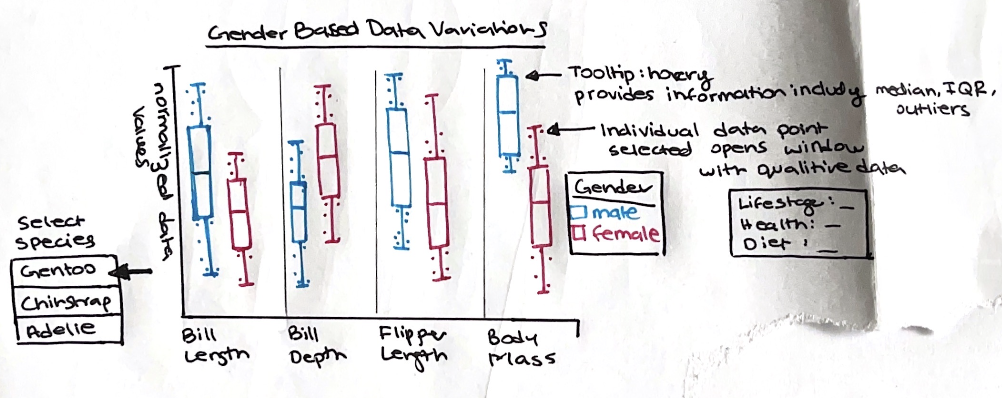 Gender Based Data Variations
normalized data
values
Tooltip: hovery
provides information includy median, IQR,
outliers
Individual data point
selected opens window
with qualitive data
Gender
male
female
Lifestage: _
Health: _
Diet : _
Select
species
Gentoo
Chinstrap
Adelie
Bill
Length
Bill
Depth
Flipper
Length
Body
Mass